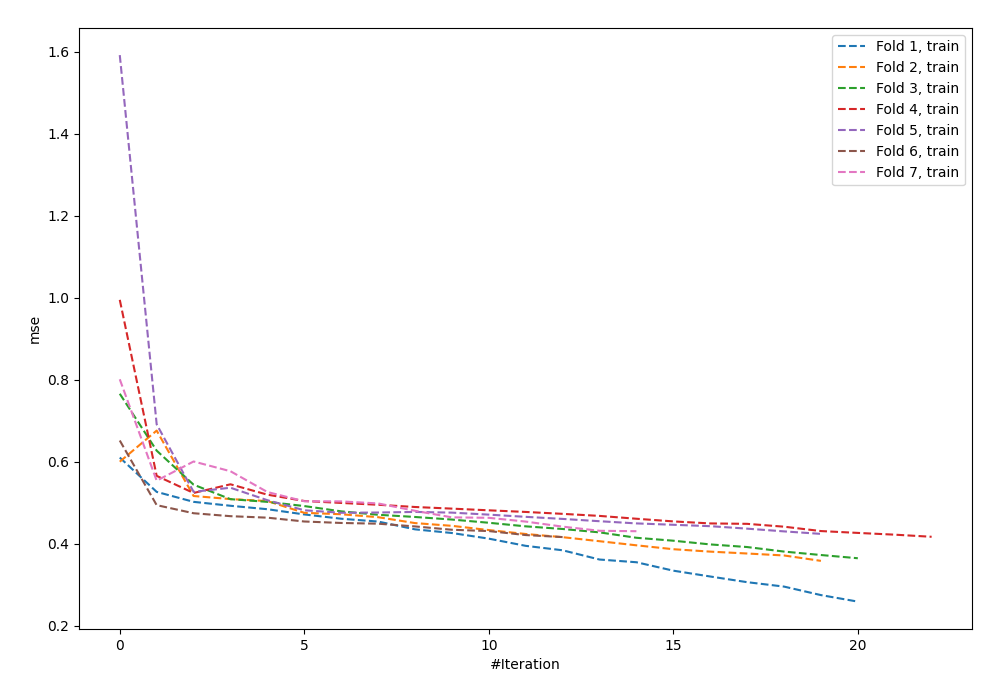 1.6
1.4
1.2
1.0
0.8
0.6
0.4
0.2
mse
0
5
10
15
20
#Iteration
Fold 1, train
Fold 2, train
Fold 3, train
Fold 4, train
Fold 5, train
Fold 6, train
Fold 7, train